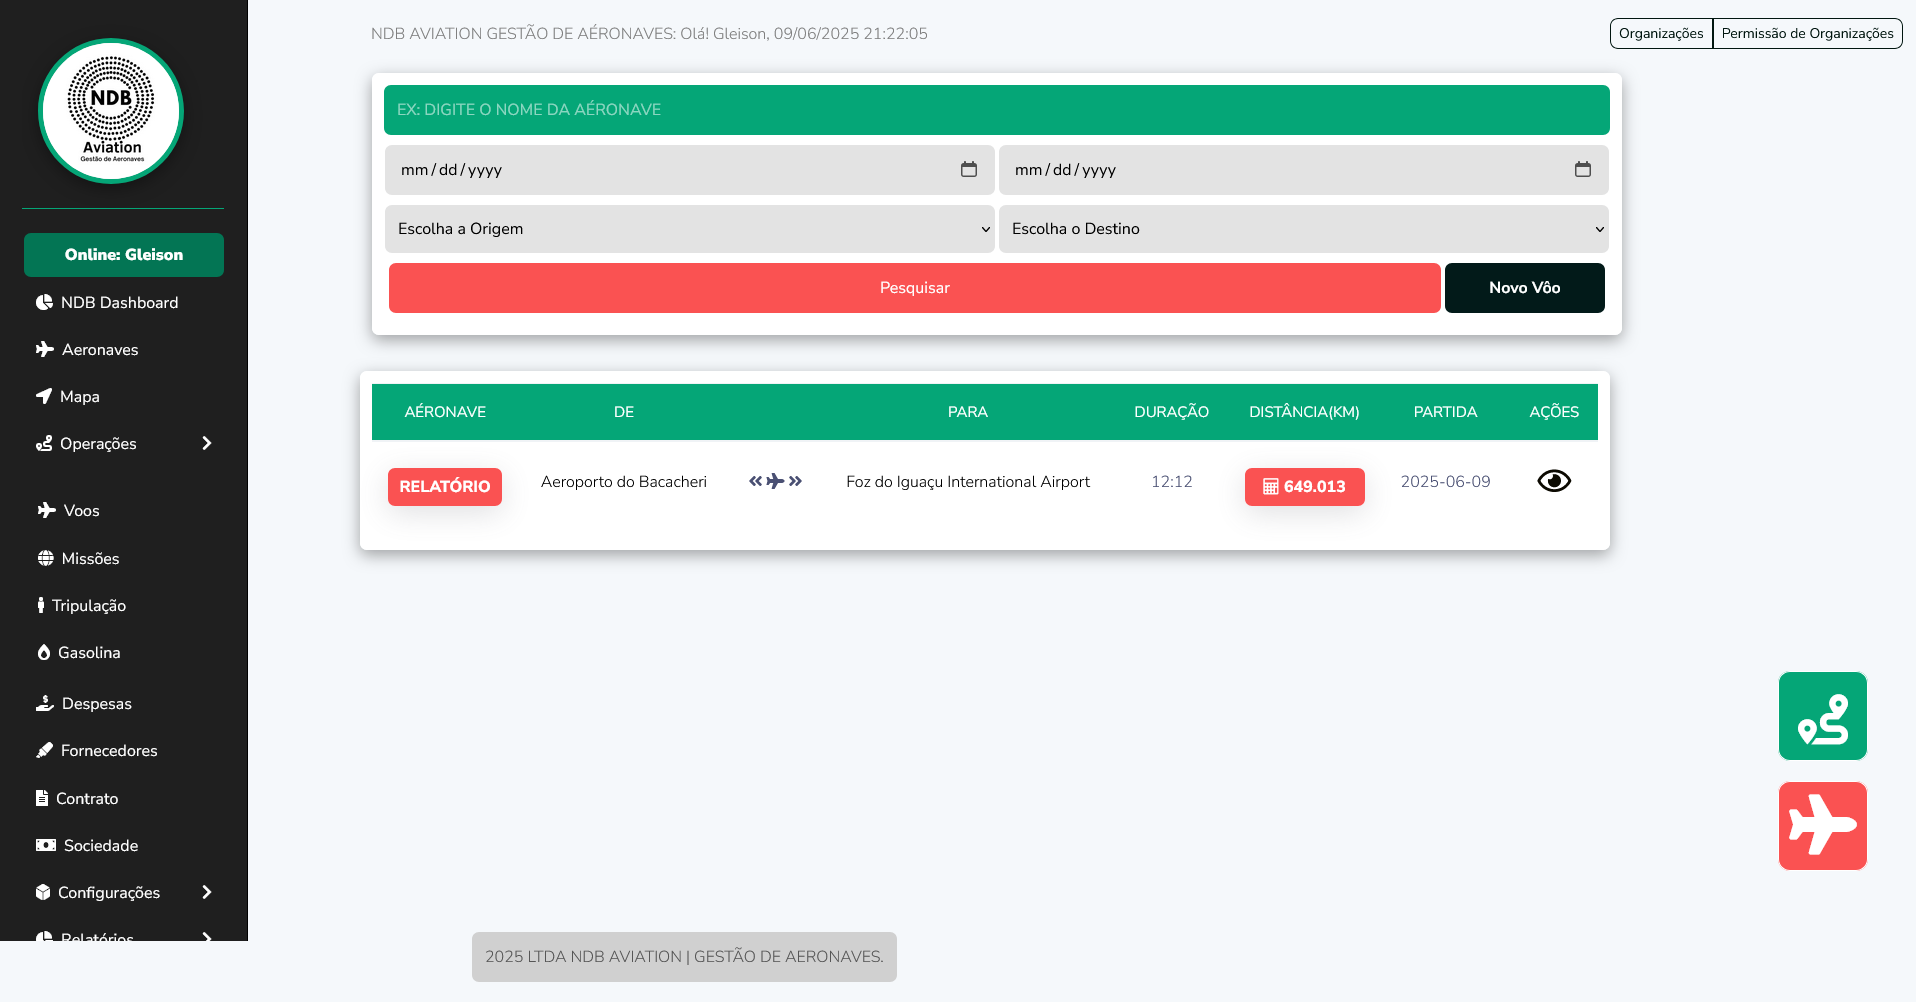 NDB
Aviation
Gestão de Aeronaves
Online: Gleison
NDB Dashboard
Aeronaves
Mapa
Operações
Voos
Missões
Tripulação
Gasolina
Despesas
Fornecedores
Contrato
Sociedade
Configurações
Relatórios
NDB AVIATION GESTÃO DE AÉRONAVES: Olá! Gleison, 09/06/2025 21:22:05
Organizações Permissão de Organizações
EX: DIGITE O NOME DA AÉRONAVE
mm/dd/yyyy mm/dd/yyyy
Escolha a Origem Escolha o Destino
Pesquisar Novo Vôo
AÉRONAVE DE PARA DURAÇÃO DISTÂNCIA(KM) PARTIDA AÇÕES
RELATÓRIO Aeroporto do Bacacheri Foz do Iguaçu International Airport 12:12 649.013 2025-06-09
2025 LTDA NDB AVIATION | GESTÃO DE AERONAVES.